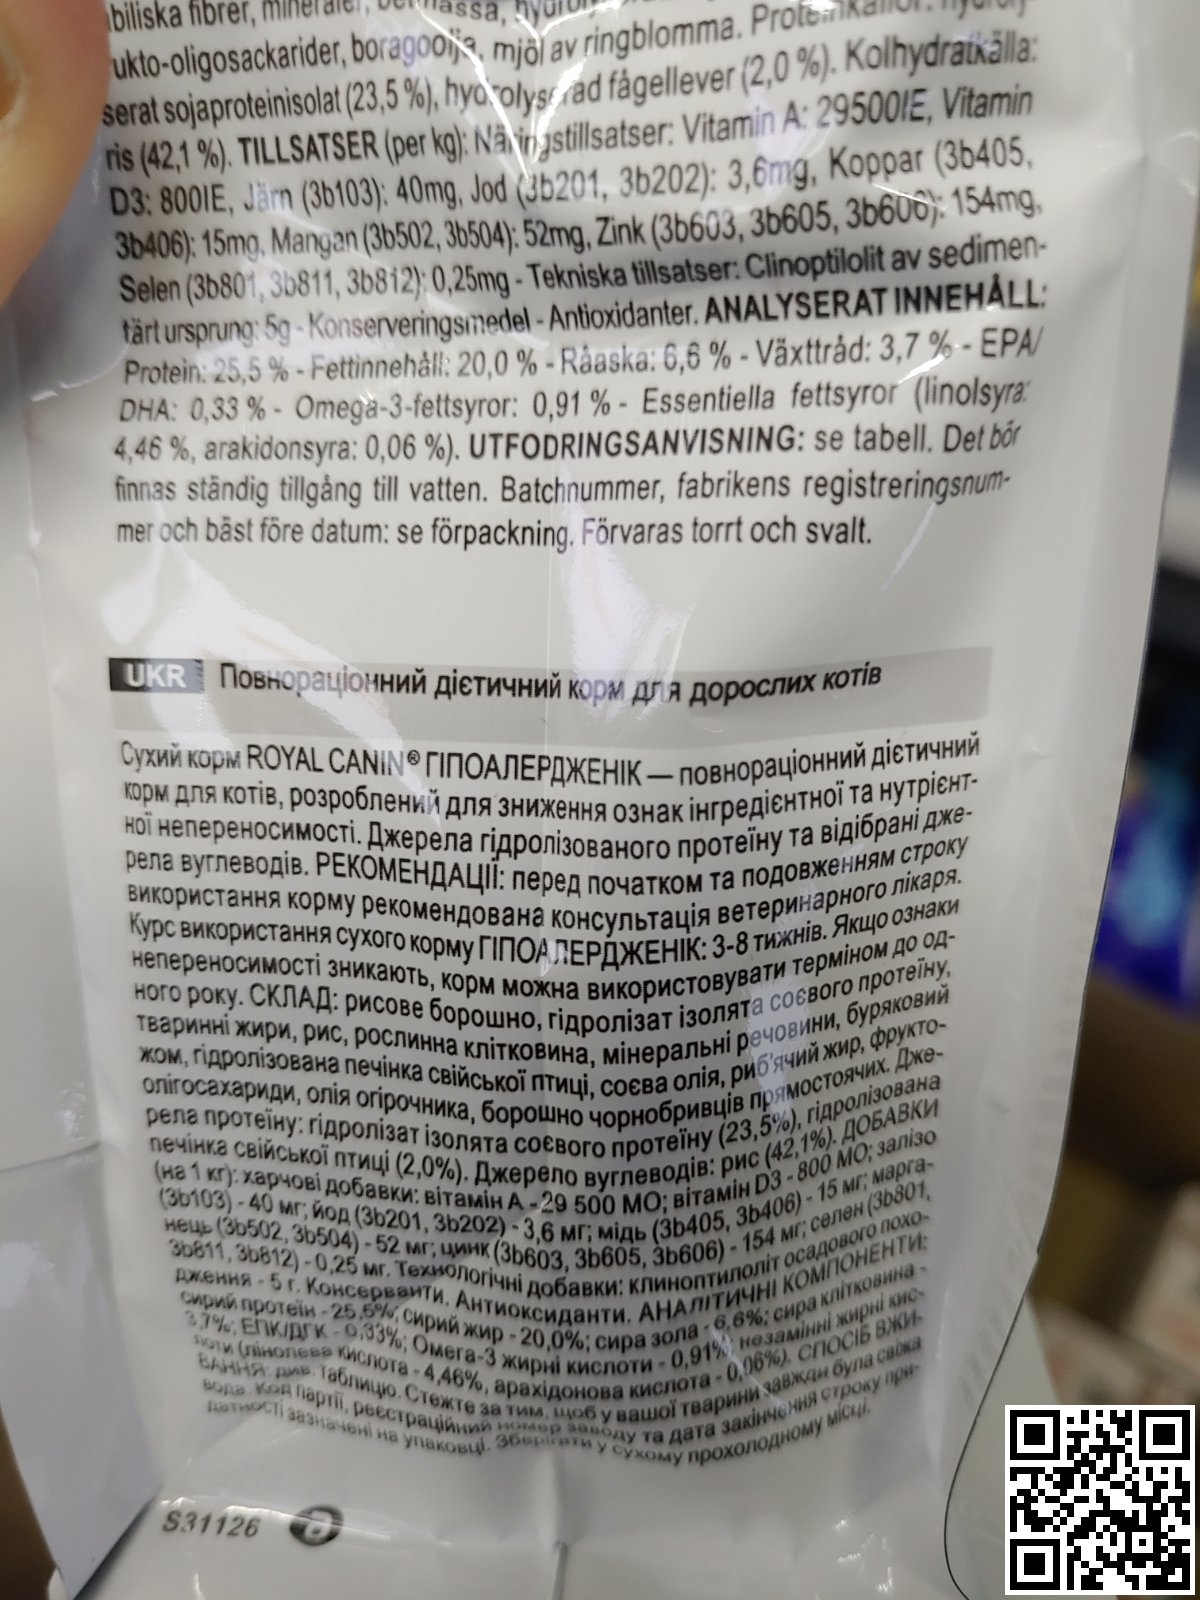 biliska fibrer, mineraler, betmassa,
ukto-oligosackarider, boragoolja, mjöl av ringblomma. Proteinkällor: hydroly-
serat sojaproteinisolat (23,5 %), hydrolyserad fågellever (2,0 %). Kolhydratkälla:
ris (42,1 %). TILLSATSER (per kg): Näringstillsatser: Vitamin A: 29500IE, Vitamin
D3: 800IE, Järn (3b103): 40mg, Jod (3b201, 3b202): 3,6mg, Koppar (3b405,
3b406): 15mg, Mangan (3b502, 3b504): 52mg, Zink (3b603, 3b605, 3b606): 154mg,
Selen (3b801, 3b811, 3b812): 0,25mg - Tekniska tillsatser: Clinoptilolit av sedimen-
tärt ursprung: 5g - Konserveringsmedel - Antioxidanter. ANALYSERAT INNEHÅLL:
Protein: 25,5 % - Fettinnehåll: 20,0 % - Råaska: 6,6 % - Växttråd: 3,7 % - EPA/
DHA: 0,33 % - Omega-3-fettsyror: 0,91 % - Essentiella fettsyror (linolsyra:
4,46 %, arakidonsyra: 0,06 %). UTFODRINGSANVISNING: se tabell. Det bör
finnas ständig tillgång till vatten. Batchnummer, fabrikens registreringsnum-
mer och bäst före datum: se förpackning. Förvaras torrt och svalt.
UKR Повнораціонний дієтичний корм для дорослих котів
Сухий корм ROYAL CANIN® ГІПОАЛЕРДЖЕНІК — повнораціонний дієтичний
корм для котів, розроблений для зниження ознак інгредієнтної та нутрієнт-
ної непереносимості. Джерела гідролізованого протеїну та відібрані дже-
рела вуглеводів. РЕКОМЕНДАЦІЇ: перед початком та подовженням строку
використання корму рекомендована консультація ветеринарного лікаря.
Курс використання сухого корму ГІПОАЛЕРДЖЕНІК: 3-8 тижнів. Якщо ознаки
непереносимості зникають, корм можна використовувати терміном до од-
ного року. СКЛАД: рисове борошно, гідролізат ізолята соєвого протеїну,
тваринні жири, рис, рослинна клітковина, мінеральні речовини, буряковий
жом, гідролізована печінка свійської птиці, соєва олія, риб'ячий жир, фрукто-
олігосахариди, олія огірочника, борошно чорнобривців прямостоячих. Дже-
рела протеїну: гідролізат ізолята соєвого протеїну (23,5%), гідролізована
печінка свійської птиці (2,0%). Джерело вуглеводів: рис (42,1%). ДОБАВКИ
(на 1 кг): харчові добавки: вітамін А - 29 500 МО; вітамін D3 - 800 МО; залізо
(3b103) - 40 мг; йод (3b201, 3b202) - 3,6 мг; мідь (3b405, 3b406) - 15 мг; марга-
нець (3b502, 3b504) - 52 мг; цинк (3b603, 3b605, 3b606) - 154 мг; селен (3b801,
3b811, 3b812) - 0,25 мг. Технологічні добавки: клиноптилоліт осадового похо-
дження - 5 г. Консерванти. Антиоксиданти. АНАЛІТИЧНІ КОМПОНЕНТИ:
сирий протеїн - 25,5%; сирий жир - 20,0%; сира зола - 6,6%; сира клітковина -
3,7%; ЕПК/ДГК - 0,33%; Омега-3 жирні кислоти - 0,91%; незамінні жирні кис-
лоти (лінолева кислота - 4,46%, арахідонова кислота - 0,06%). СПОСІБ ВЖИ-
ВАННЯ: див. таблицю. Стежте за тим, щоб у вашої тварини завжди була свіжа
вода. Код партії, реєстраційний номер заводу та дата закінчення строку при-
датності зазначені на упаковці. Зберігати у сухому прохолодному місці.
S31126